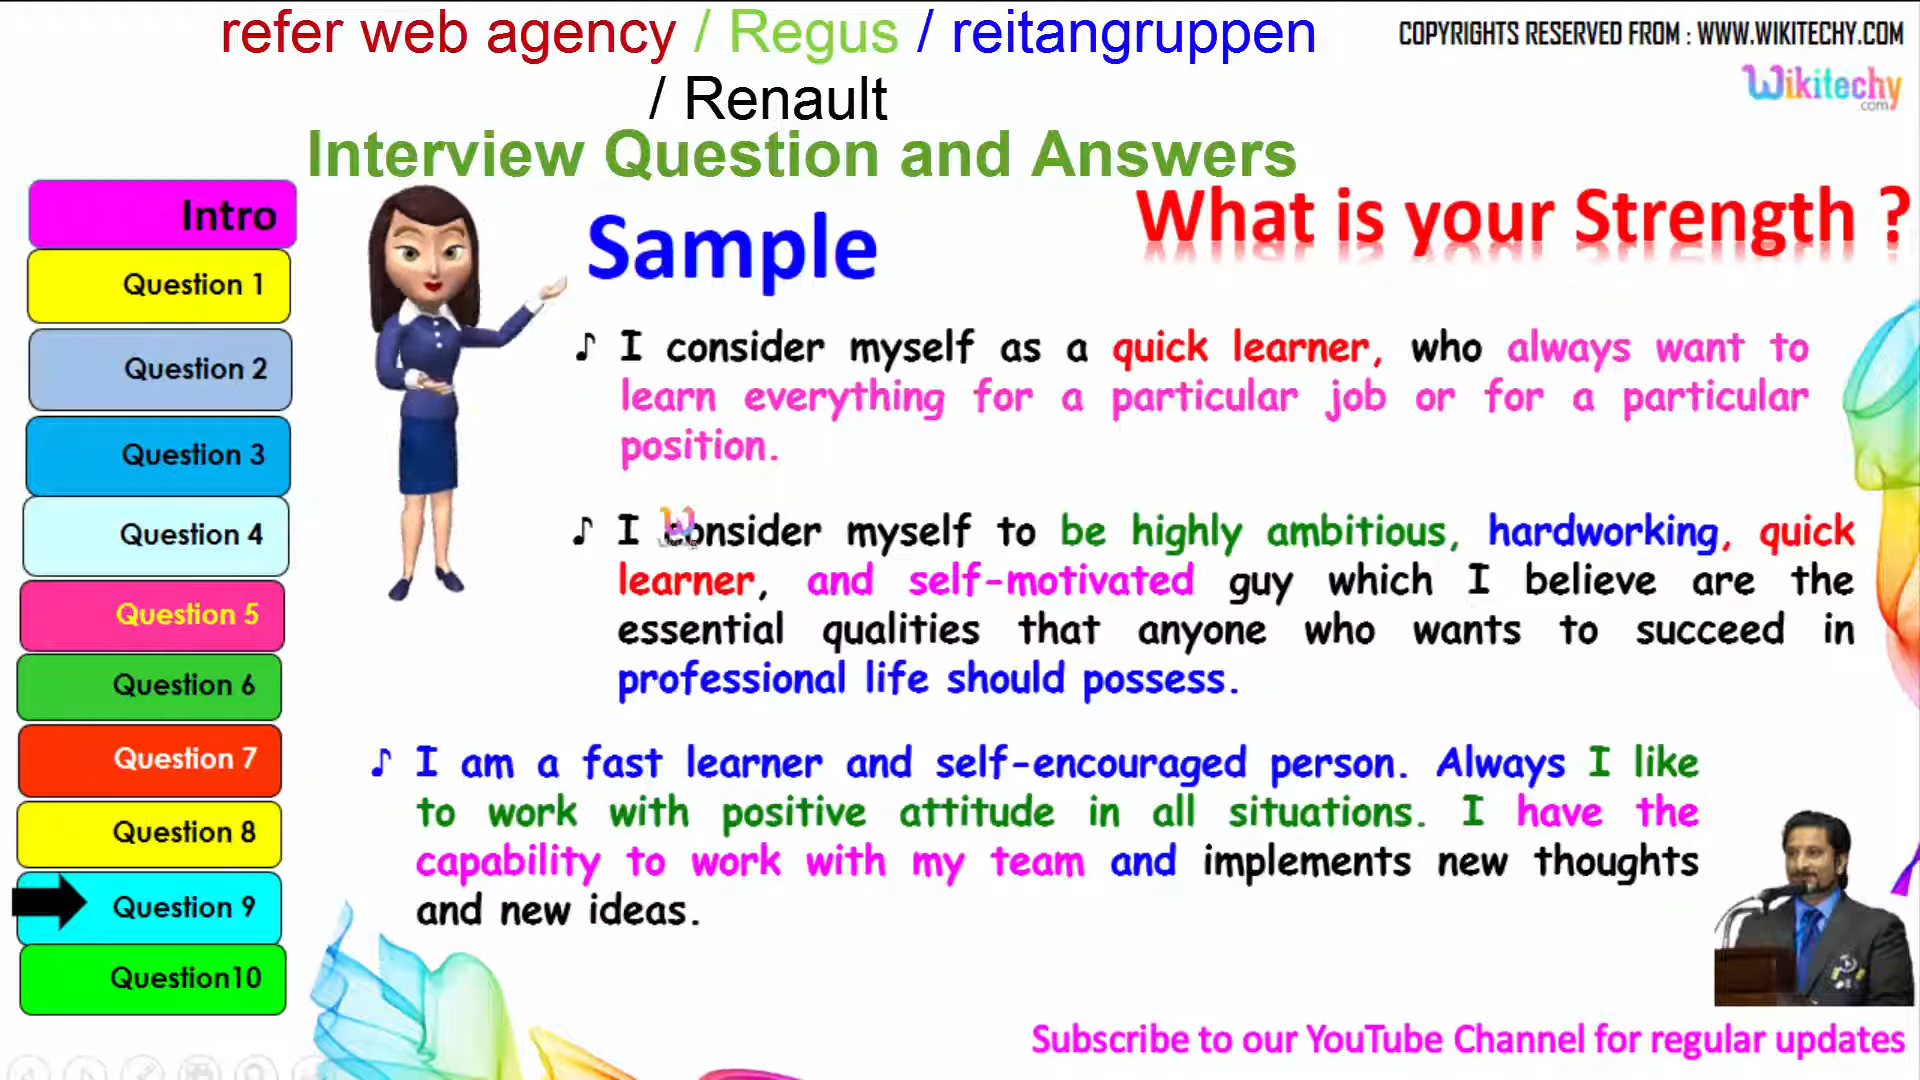 refer web agency / Regus / reitangruppen
/ Renault
COPYRIGHTS RESERVED FROM : WWW.WIKITECHY.COM
Wikitechy
.com
Interview Question and Answers
Intro
Question 1
Question 2
Question 3
Question 4
Question 5
Question 6
Question 7
Question 8
Question 9
Question10
Sample
What is your Strength ?
♪ I consider myself as a quick learner, who always want to
learn everything for a particular job or for a particular
position.
♪ I consider myself to be highly ambitious, hardworking, quick
learner, and self-motivated guy which I believe are the
essential qualities that anyone who wants to succeed in
professional life should possess.
♪ I am a fast learner and self-encouraged person. Always I like
to work with positive attitude in all situations. I have the
capability to work with my team and implements new thoughts
and new ideas.
Subscribe to our YouTube Channel for regular updates